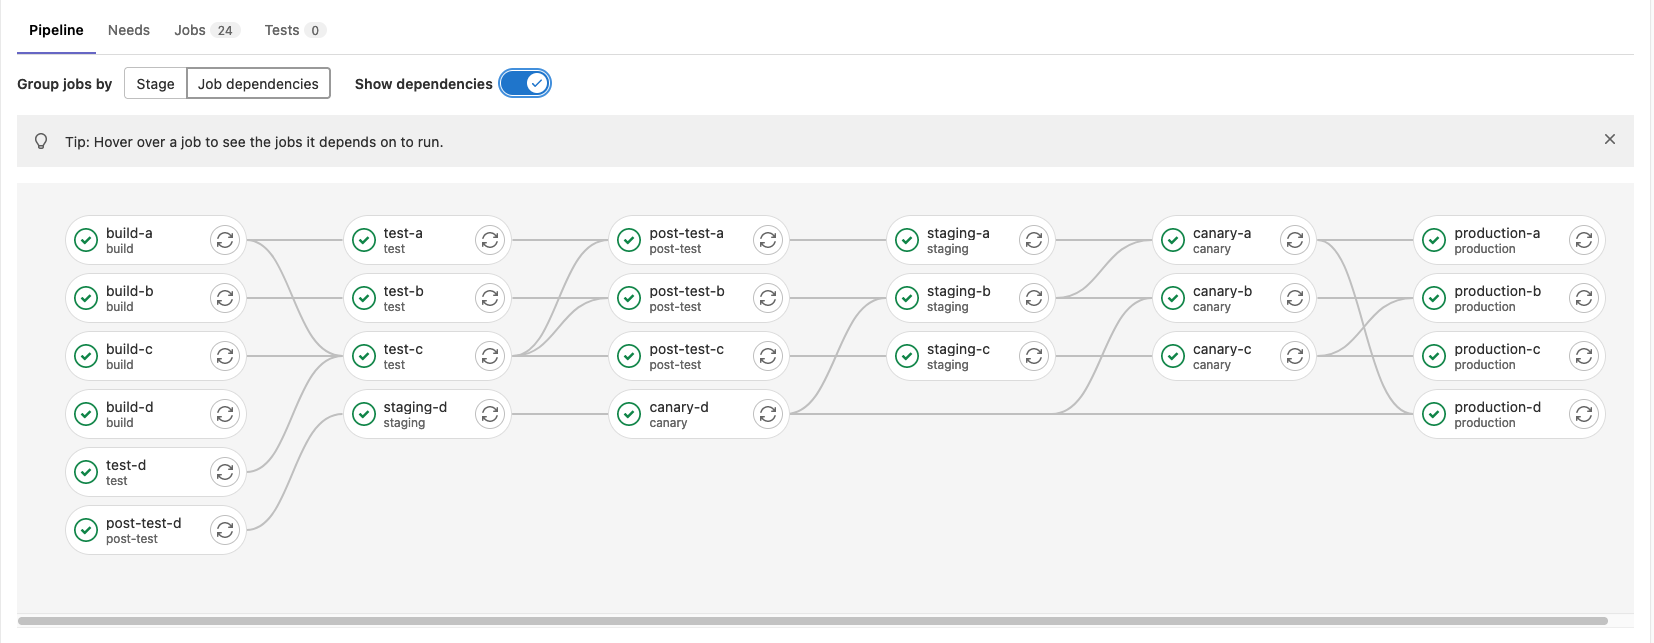 Pipeline Needs Jobs 24 Tests 0
Group jobs by Stage Job dependencies Show dependencies
Tip: Hover over a job to see the jobs it depends on to run.
build-a
build
test-a
test
post-test-a
post-test
staging-a
staging
canary-a
canary
production-a
production
build-b
build
test-b
test
post-test-b
post-test
staging-b
staging
canary-b
canary
production-b
production
build-c
build
test-c
test
post-test-c
post-test
staging-c
staging
canary-c
canary
production-c
production
build-d
build
staging-d
staging
canary-d
canary
production-d
production
test-d
test
post-test-d
post-test